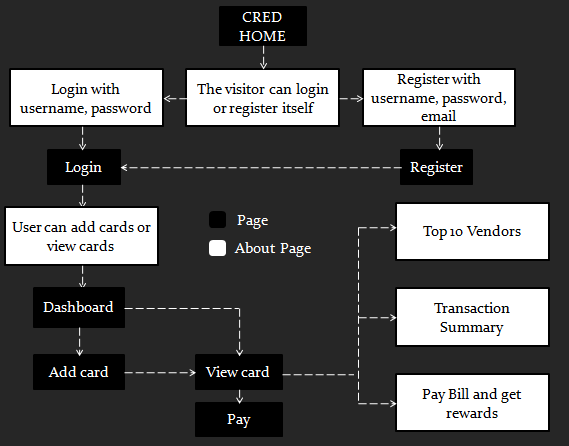 CRED
HOME
Login with
username, password
The visitor can login
or register itself
Register with
username, password,
email
Login
Register
User can add cards or
view cards
Page
About Page
Top 10 Vendors
Dashboard
Transaction
Summary
Add card
View card
Pay Bill and get
rewards
Pay